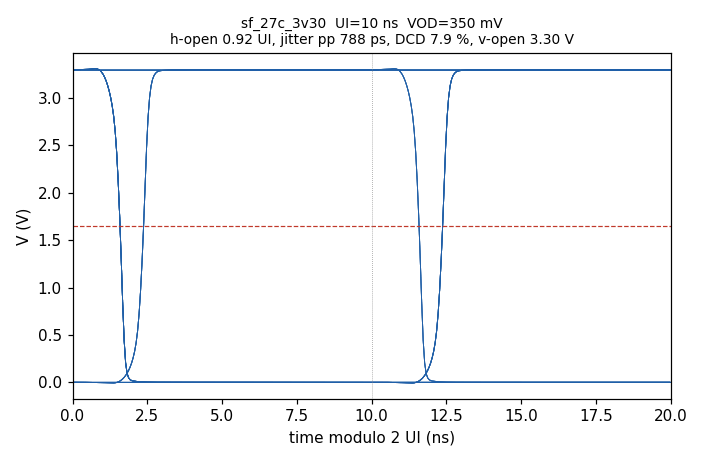 sf_27c_3v30  UI=10 ns  VOD=350 mV
h-open 0.92 UI, jitter pp 788 ps, DCD 7.9 %, v-open 3.30 V
V (V)
3.0
2.5
2.0
1.5
1.0
0.5
0.0
0.0 2.5 5.0 7.5 10.0 12.5 15.0 17.5 20.0
time modulo 2 UI (ns)